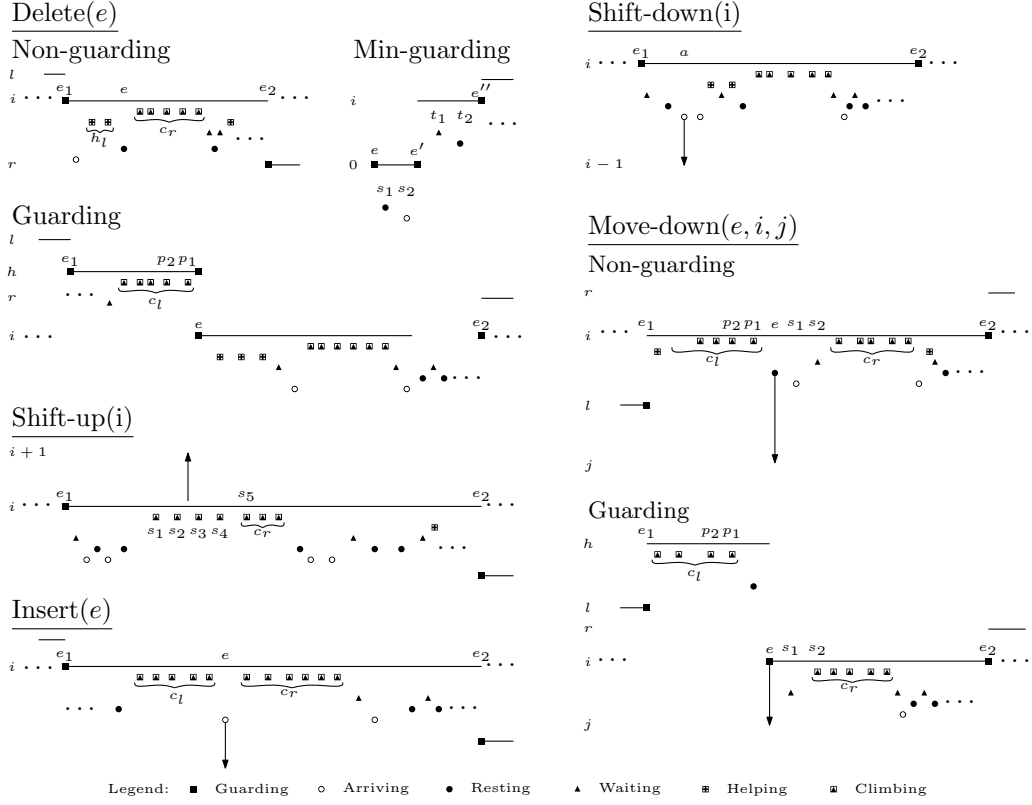 Delete(e)
Non-guarding
Min-guarding
l
i · · · e1 e e2 · · ·
hl cr · · ·
r
i e''
t1 t2 · · ·
0 e e'
s1 s2
Guarding
l
h e1 p2 p1
r · · · cl
i · · · e e2 · · ·
· · ·
Shift-up(i)
i + 1
i · · · e1 s5 e2 · · ·
s1 s2 s3 s4 cr
· · ·
Insert(e)
i · · · e1 e e2 · · ·
cl cr
· · · · · ·
Shift-down(i)
i · · · e1 a e2 · · ·
· · ·
i − 1
Move-down(e, i, j)
Non-guarding
r
i · · · e1 p2 p1 e s1 s2 e2 · · ·
cl cr
· · ·
l
j
Guarding
h e1 p2 p1
cl
l
r
i · · · e s1 s2 e2 · · ·
cr
· · ·
j
Legend: Guarding Arriving Resting Waiting Helping Climbing